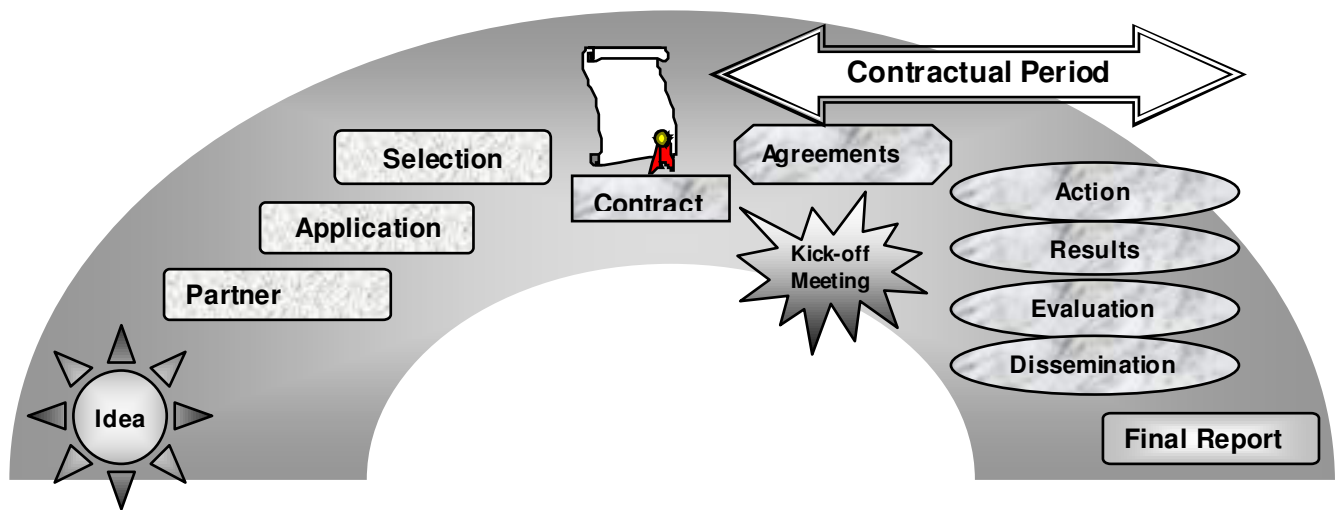 Contractual Period
Selection
Agreements
Contract
Action
Application
Results
Kick-off
Meeting
Partner
Evaluation
Dissemination
Idea
Final Report